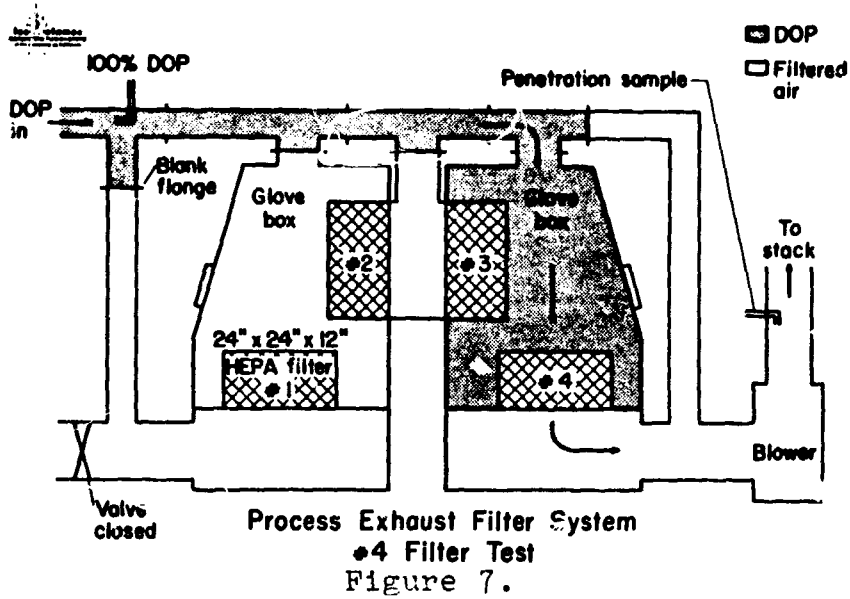 DOP
Filtered
air
100% DOP
Penetration sample
DOP
in
Blank
flange
Glove
box
Glove
box
To
stack
#2
#3
24" x 24" x 12"
HEPA filter
#1
#4
Blower
Valve
closed
Process Exhaust Filter System
#4 Filter Test
Figure 7.